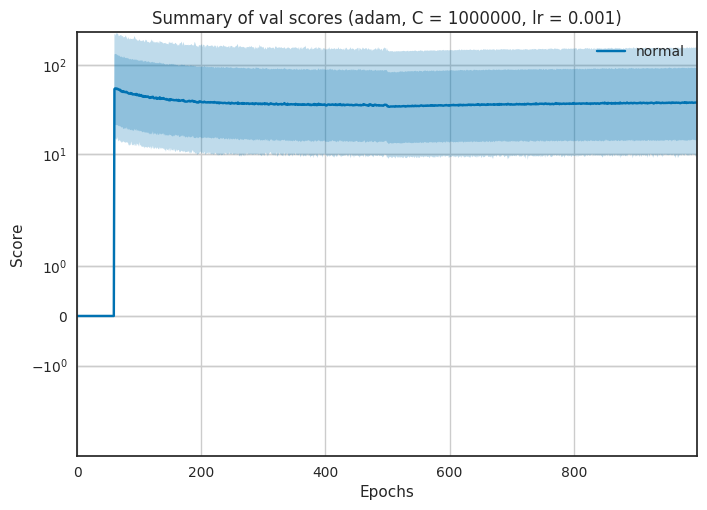 Summary of val scores (adam, C = 1000000, lr = 0.001)
normal
Score
10²
10¹
10⁰
0
−10⁰
0 200 400 600 800
Epochs